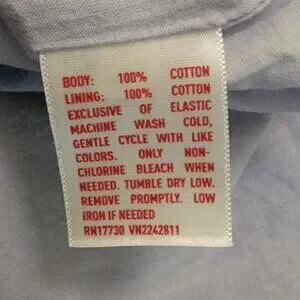 BODY: 100% COTTON
LINING: 100% COTTON
EXCLUSIVE OF ELASTIC
MACHINE WASH COLD,
GENTLE CYCLE WITH LIKE
COLORS. ONLY NON-
CHLORINE BLEACH WHEN
NEEDED. TUMBLE DRY LOW.
REMOVE PROMPTLY. LOW
IRON IF NEEDED
RN17730 VN2242811